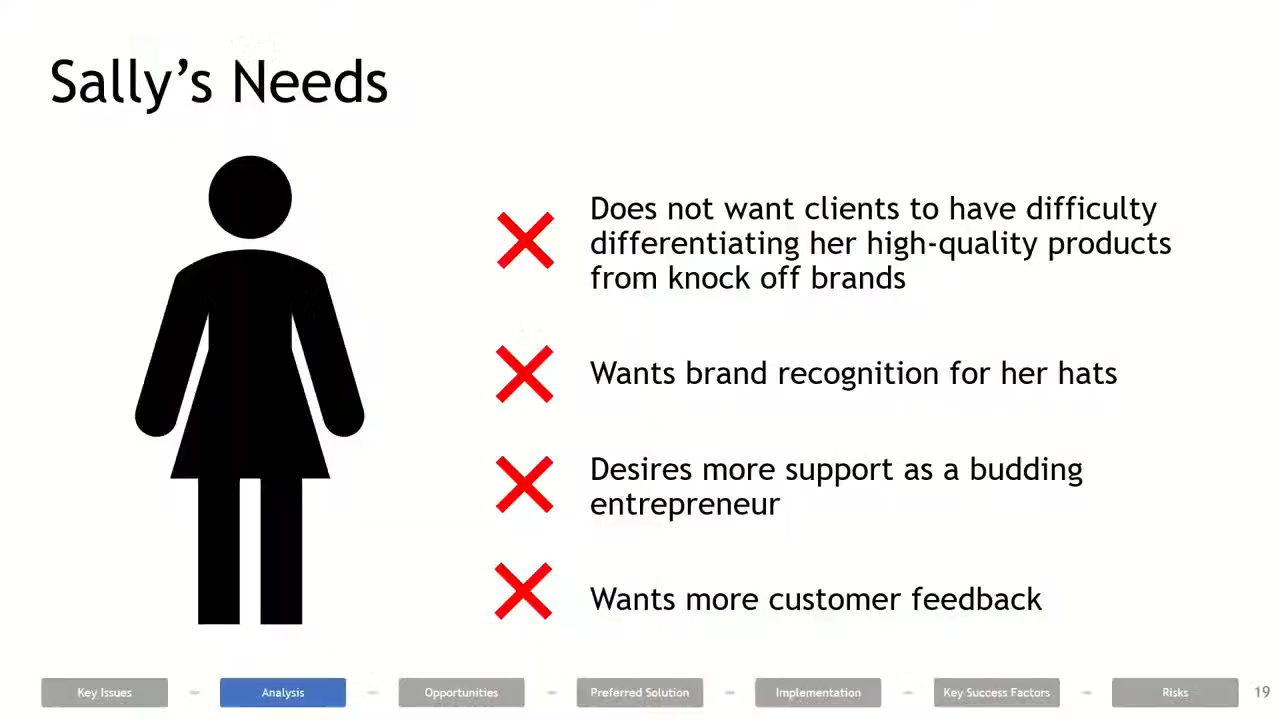 Sally’s Needs
Does not want clients to have difficulty
differentiating her high-quality products
from knock off brands
Wants brand recognition for her hats
Desires more support as a budding
entrepreneur
Wants more customer feedback
Key Issues
Analysis
Opportunities
Preferred Solution
Implementation
Key Success Factors
Risks
19